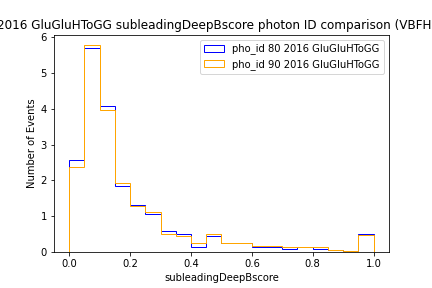 2016 GluGluHToGG subleadingDeepBscore photon ID comparison (VBFH
pho_id 80 2016 GluGluHToGG
pho_id 90 2016 GluGluHToGG
Number of Events
6
5
4
3
2
1
0
0.0 0.2 0.4 0.6 0.8 1.0
subleadingDeepBscore